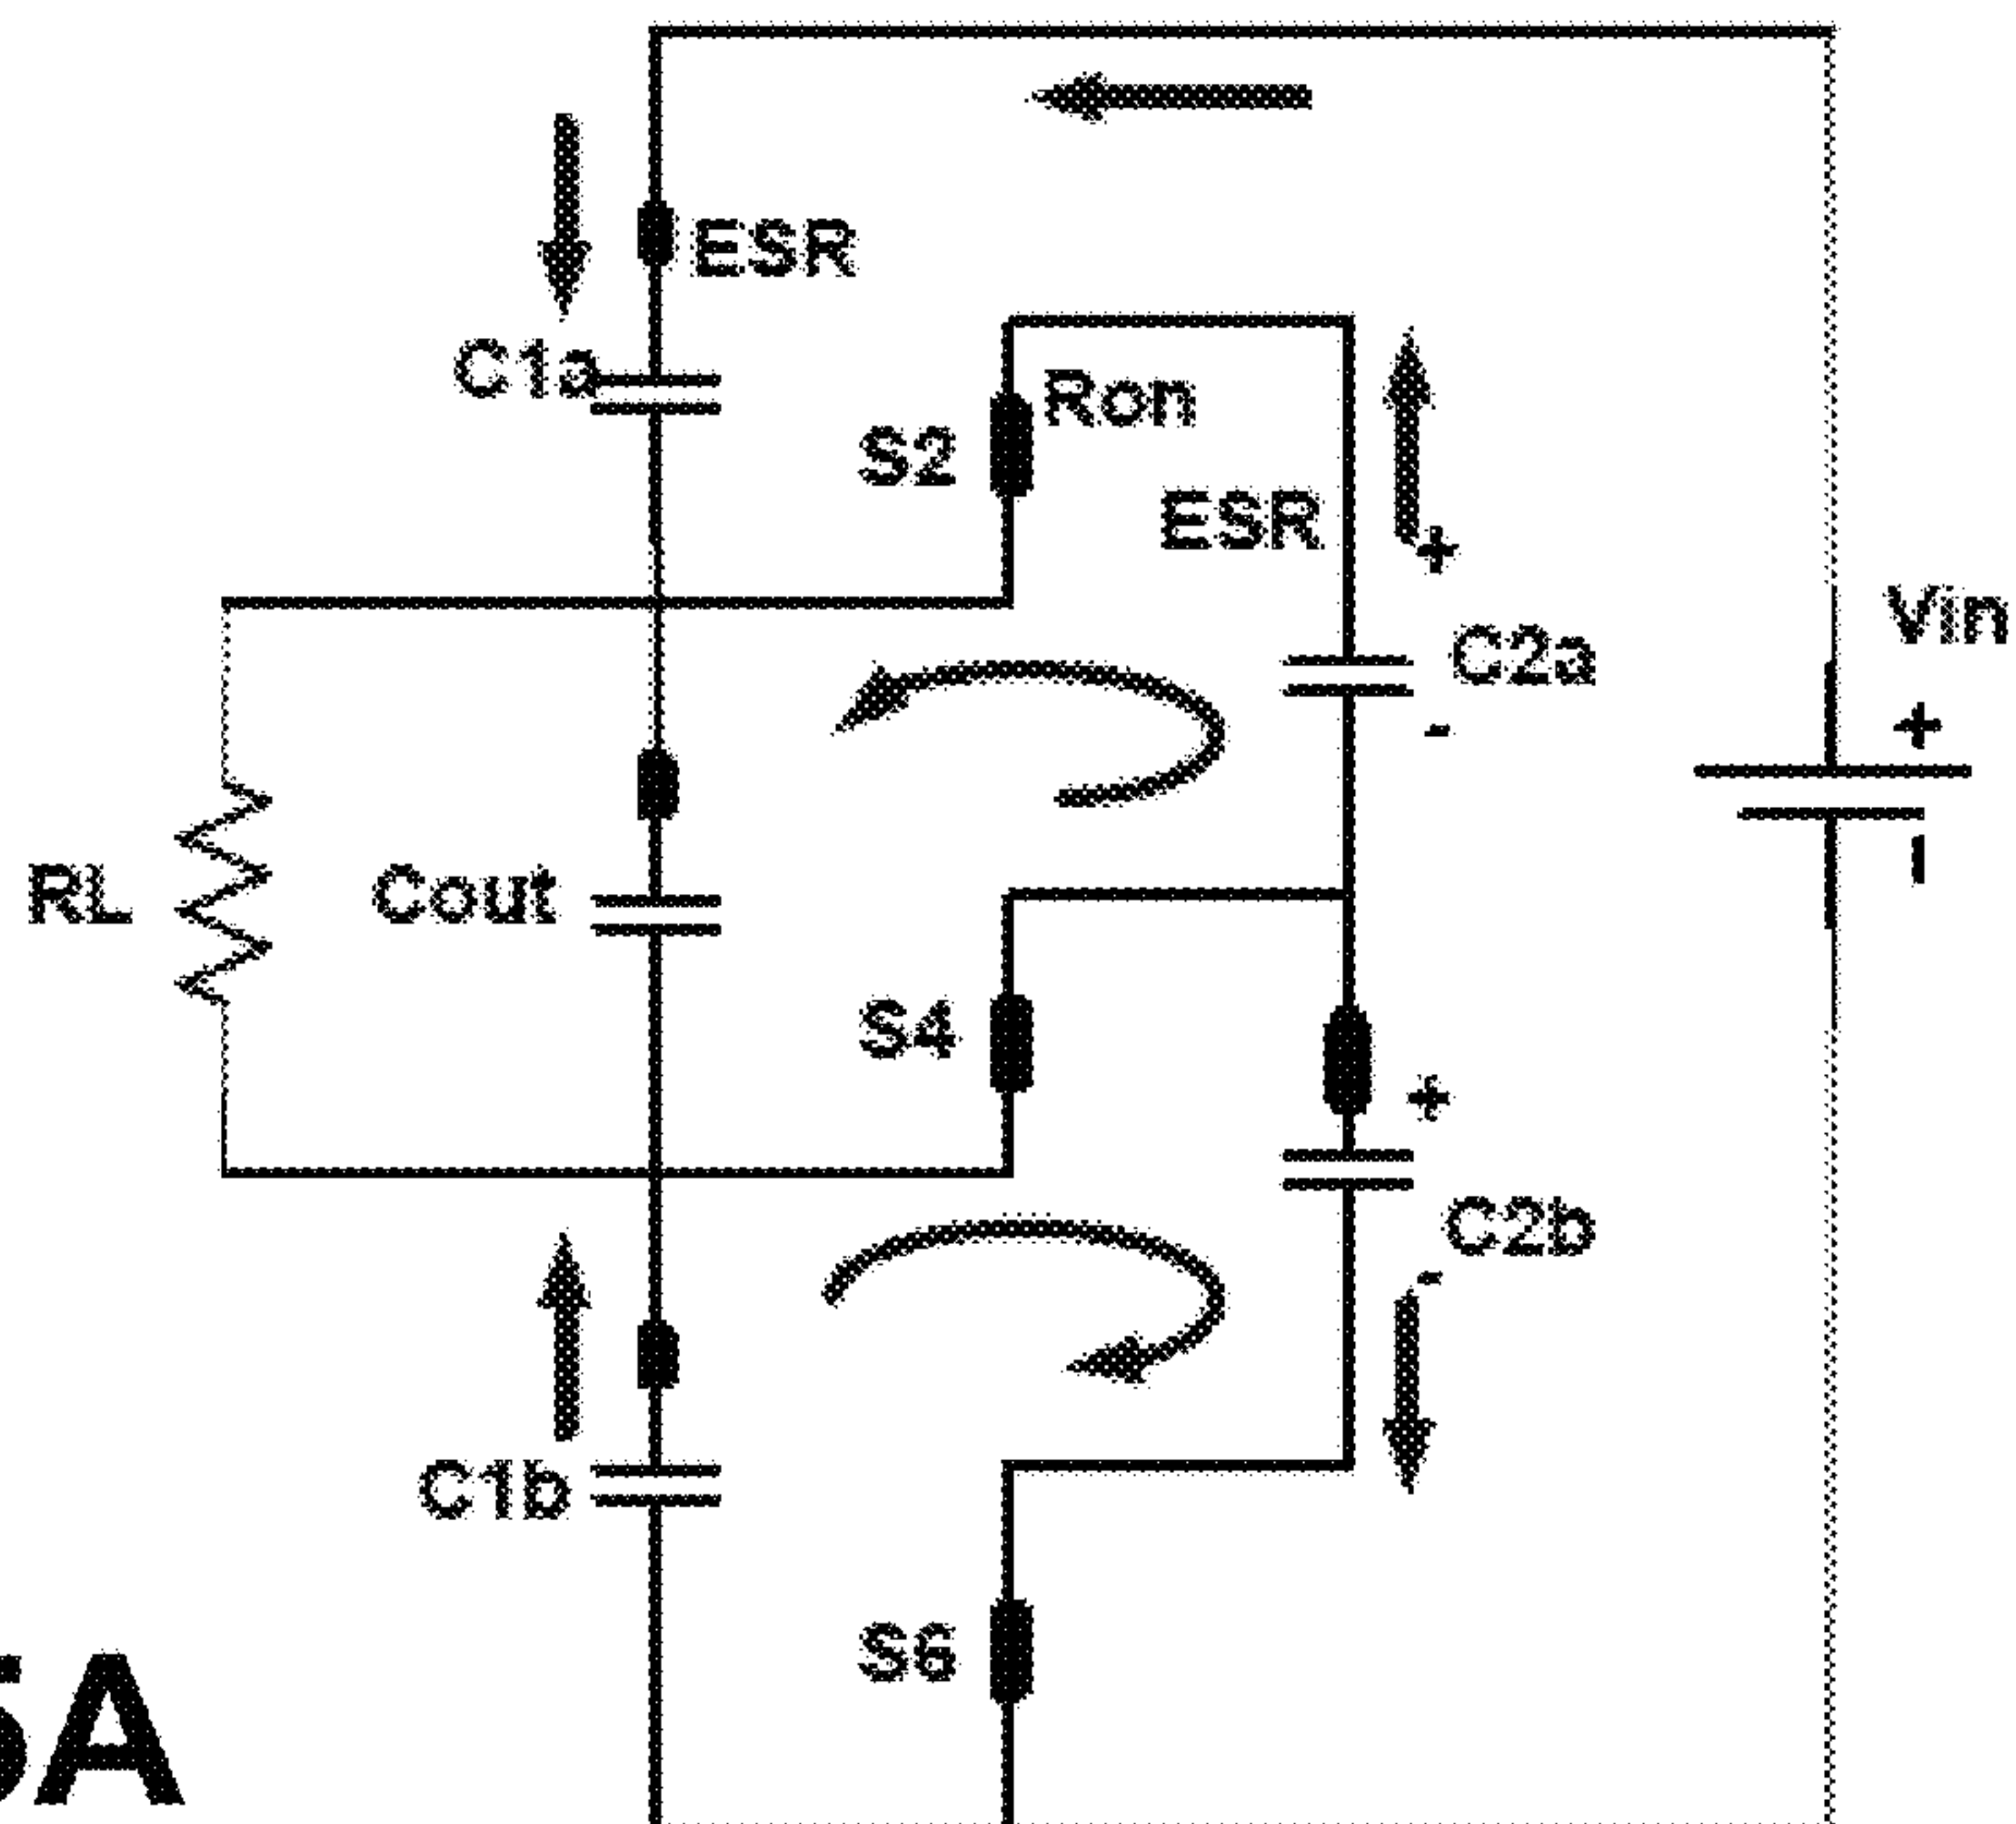 ESR
C1a
Ron
S2
ESR
+
Vin
C2a
+
-
-
RL
Cout
S4
+
C2b
-
C1b
S6
5A